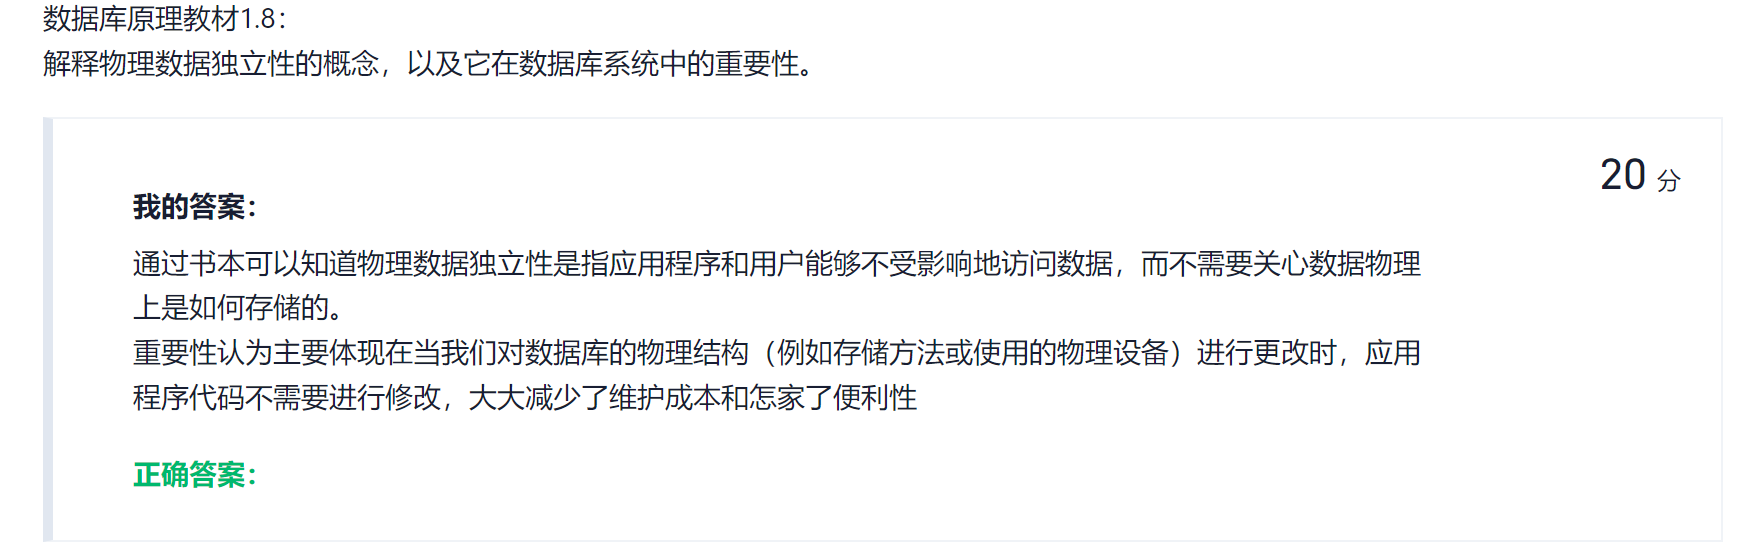 数据库原理教材1.8：
解释物理数据独立性的概念，以及它在数据库系统中的重要性。
20 分
我的答案：
通过书本可以知道物理数据独立性是指应用程序和用户能够不受影响地访问数据，而不需要关心数据物理
上是如何存储的。
重要性认为主要体现在当我们对数据库的物理结构（例如存储方法或使用的物理设备）进行更改时，应用
程序代码不需要进行修改，大大减少了维护成本和怎家了便利性
正确答案：